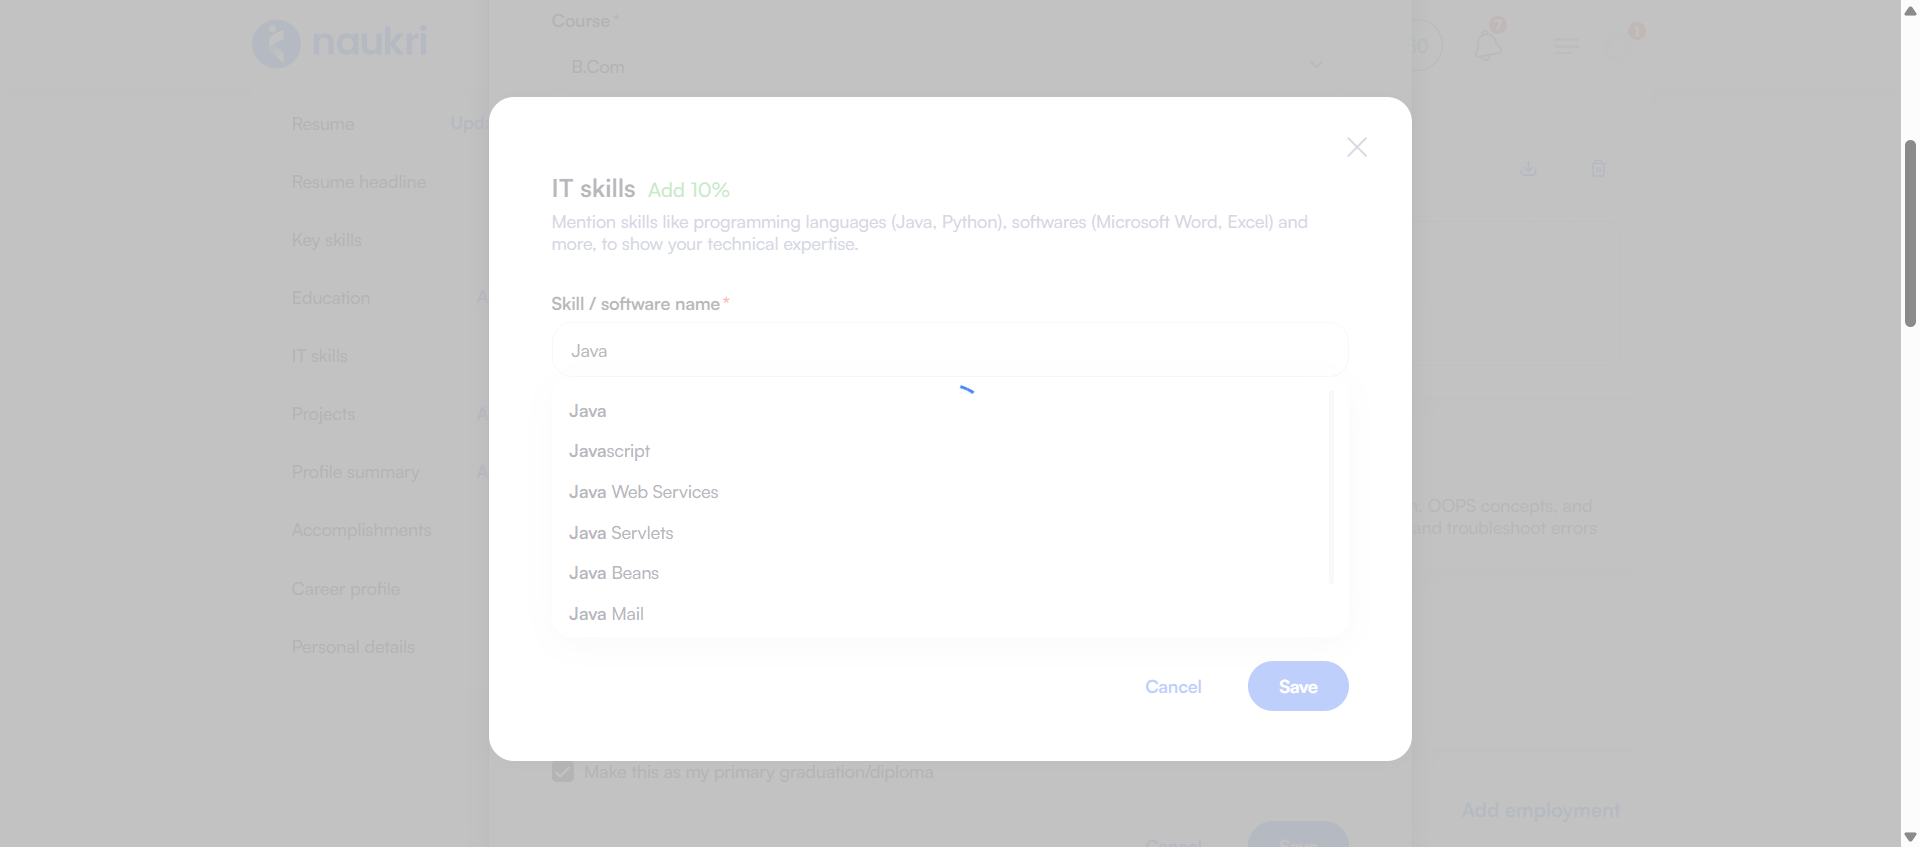 naukri
7
1
Course*
B.Com
Resume
Resume headline
Key skills
Education
IT skills
Projects
Profile summary
Accomplishments
Career profile
Personal details
IT skills Add 10%
Mention skills like programming languages (Java, Python), softwares (Microsoft Word, Excel) and
more, to show your technical expertise.
Skill / software name*
Java
Java
Javascript
Java Web Services
Java Servlets
Java Beans
Java Mail
Cancel Save
OOPS concepts, and
and troubleshoot errors
Make this as my primary graduation/diploma
Add employment
Cancel Save